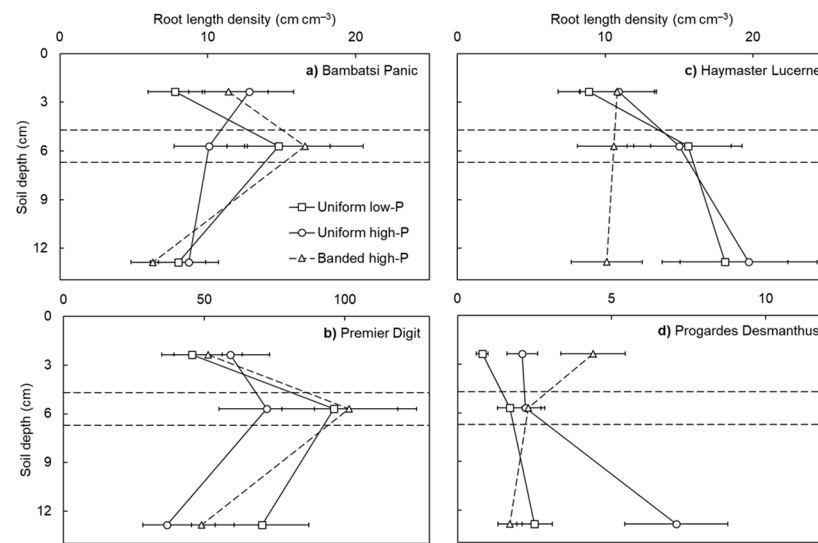 Root length density (cm cm⁻³)
0 10 20
0
3
6
9
12
Soil depth (cm)
a) Bambatsi Panic
Uniform low-P
Uniform high-P
Banded high-P
Root length density (cm cm⁻³)
0 10 20
c) Haymaster Lucerne
0 50 100
0
3
6
9
12
Soil depth (cm)
b) Premier Digit
0 5 10
d) Progardes Desmanthus